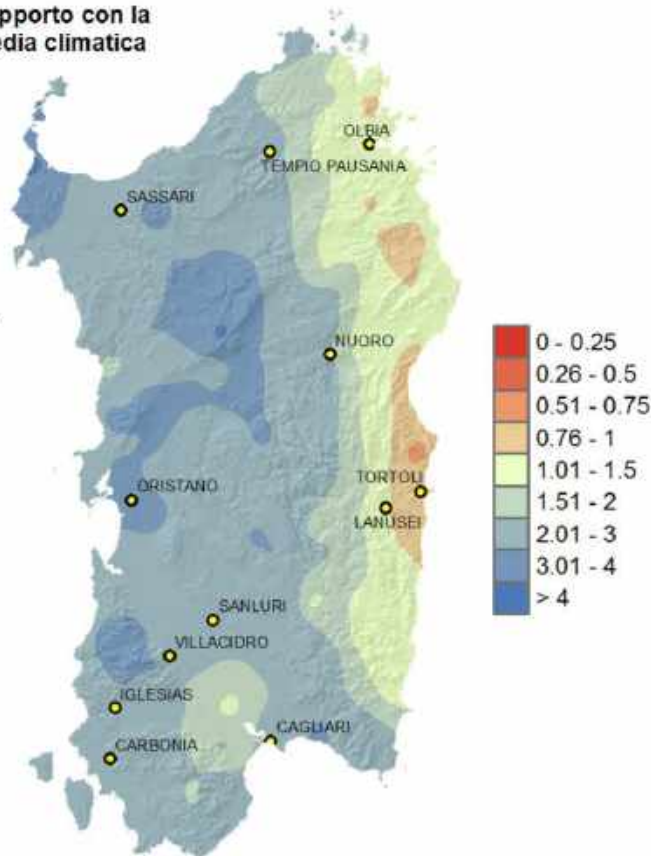 pporto con la
edia climatica
OLBIA
TEMPIO PAUSANIA
SASSARI
NUORO
0 - 0.25
0.26 - 0.5
0.51 - 0.75
0.76 - 1
1.01 - 1.5
1.51 - 2
2.01 - 3
3.01 - 4
> 4
TORTOLI
ORISTANO
LANUSEI
SANLURI
VILLACIDRO
IGLESIAS
CAGLIARI
CARBONIA